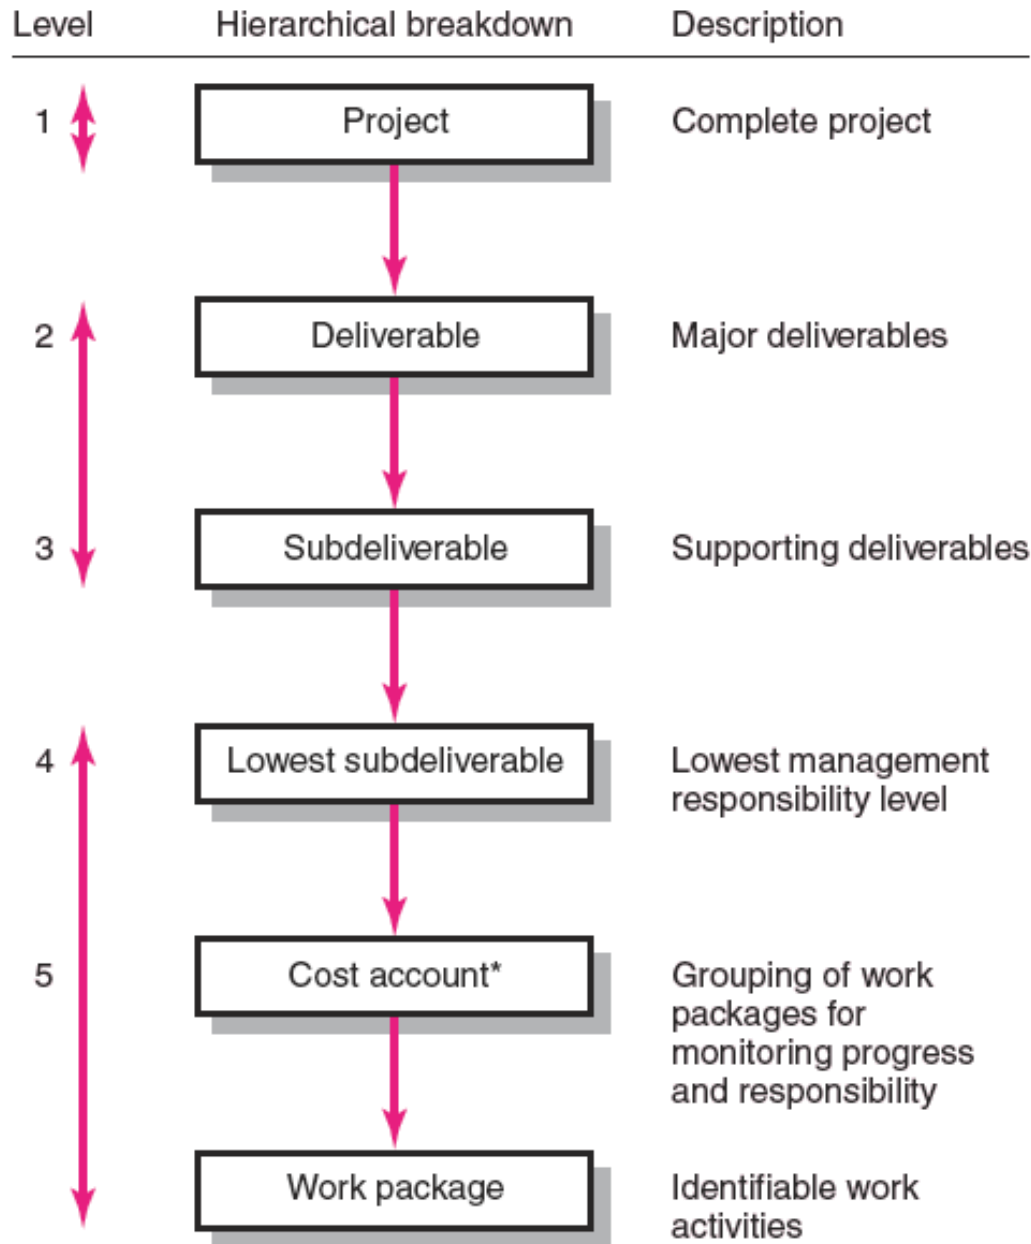 Level Hierarchical breakdown Description
1 Project Complete project
2 Deliverable Major deliverables
3 Subdeliverable Supporting deliverables
4 Lowest subdeliverable Lowest management
responsibility level
5 Cost account* Grouping of work
packages for
monitoring progress
and responsibility
Work package Identifiable work
activities